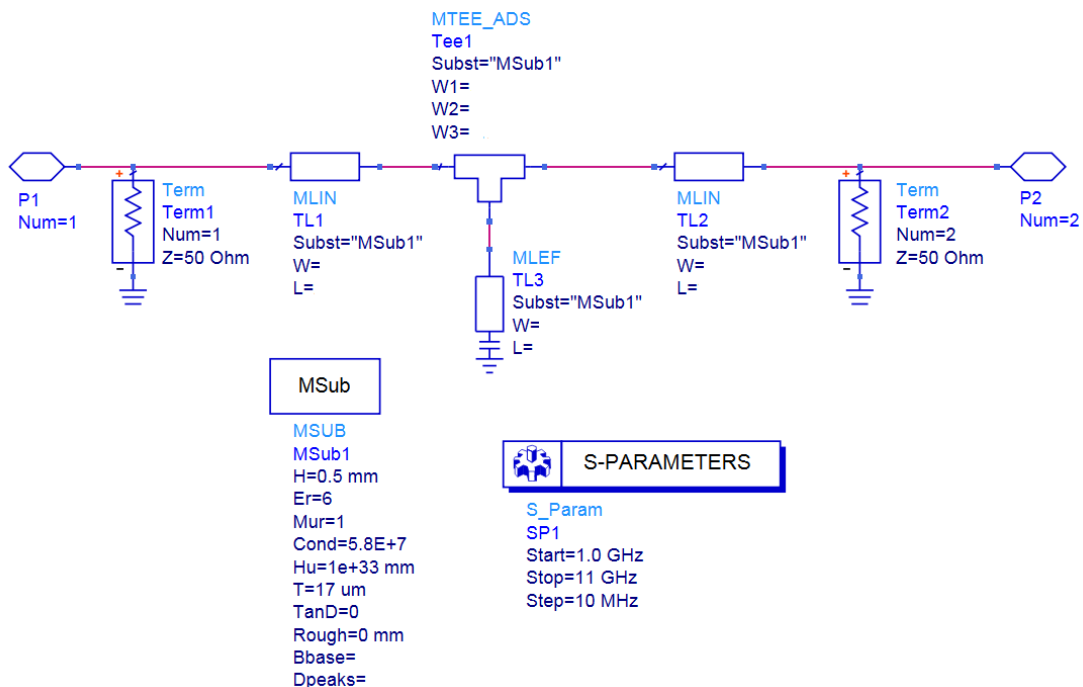 MTEE_ADS
Tee1
Subst="MSub1"
W1=
W2=
W3=
P1
Num=1
+
Term
Term1
Num=1
Z=50 Ohm
−
MLIN
TL1
Subst="MSub1"
W=
L=
MLEF
TL3
Subst="MSub1"
W=
L=
MLIN
TL2
Subst="MSub1"
W=
L=
+
Term
Term2
Num=2
Z=50 Ohm
−
P2
Num=2
MSub
MSUB
MSub1
H=0.5 mm
Er=6
Mur=1
Cond=5.8E+7
Hu=1e+33 mm
T=17 um
TanD=0
Rough=0 mm
Bbase=
Dpeaks=
S-PARAMETERS
S_Param
SP1
Start=1.0 GHz
Stop=11 GHz
Step=10 MHz